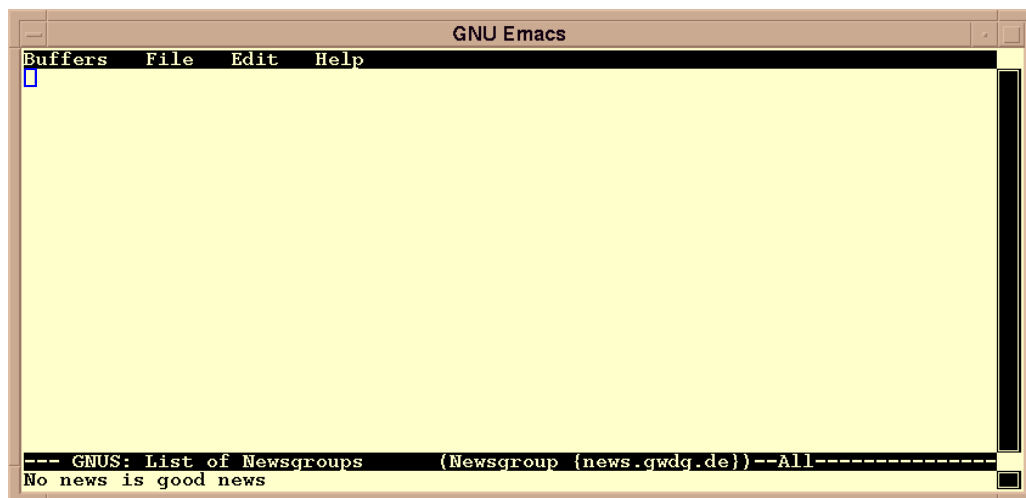 GNU Emacs
Buffers File Edit Help
--- GNUS: List of Newsgroups (Newsgroup {news.gwdg.de})--All---------------
No news is good news